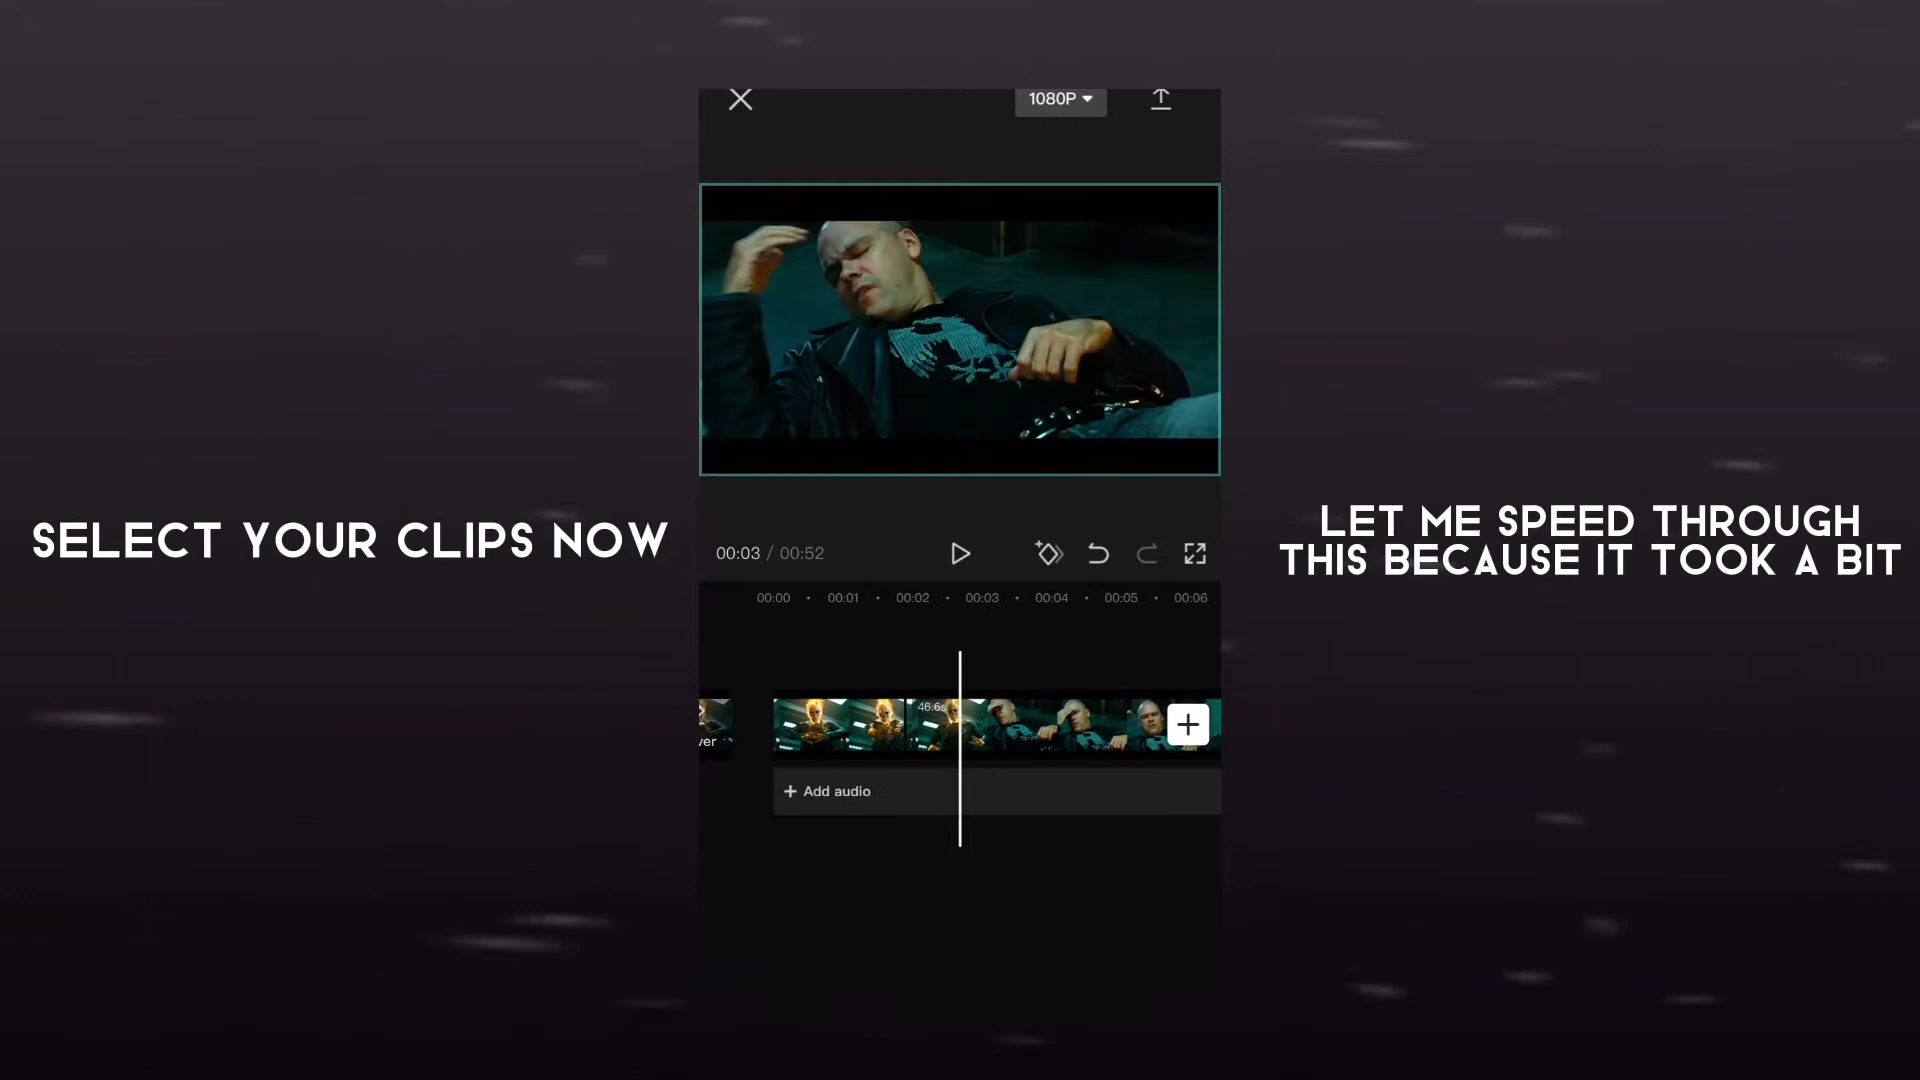 1080P
SELECT YOUR CLIPS NOW
LET ME SPEED THROUGH
THIS BECAUSE IT TOOK A BIT
00:03 / 00:52
00:00 • 00:01 • 00:02 • 00:03 • 00:04 • 00:05 • 00:06
46.6s
ver
+ Add audio